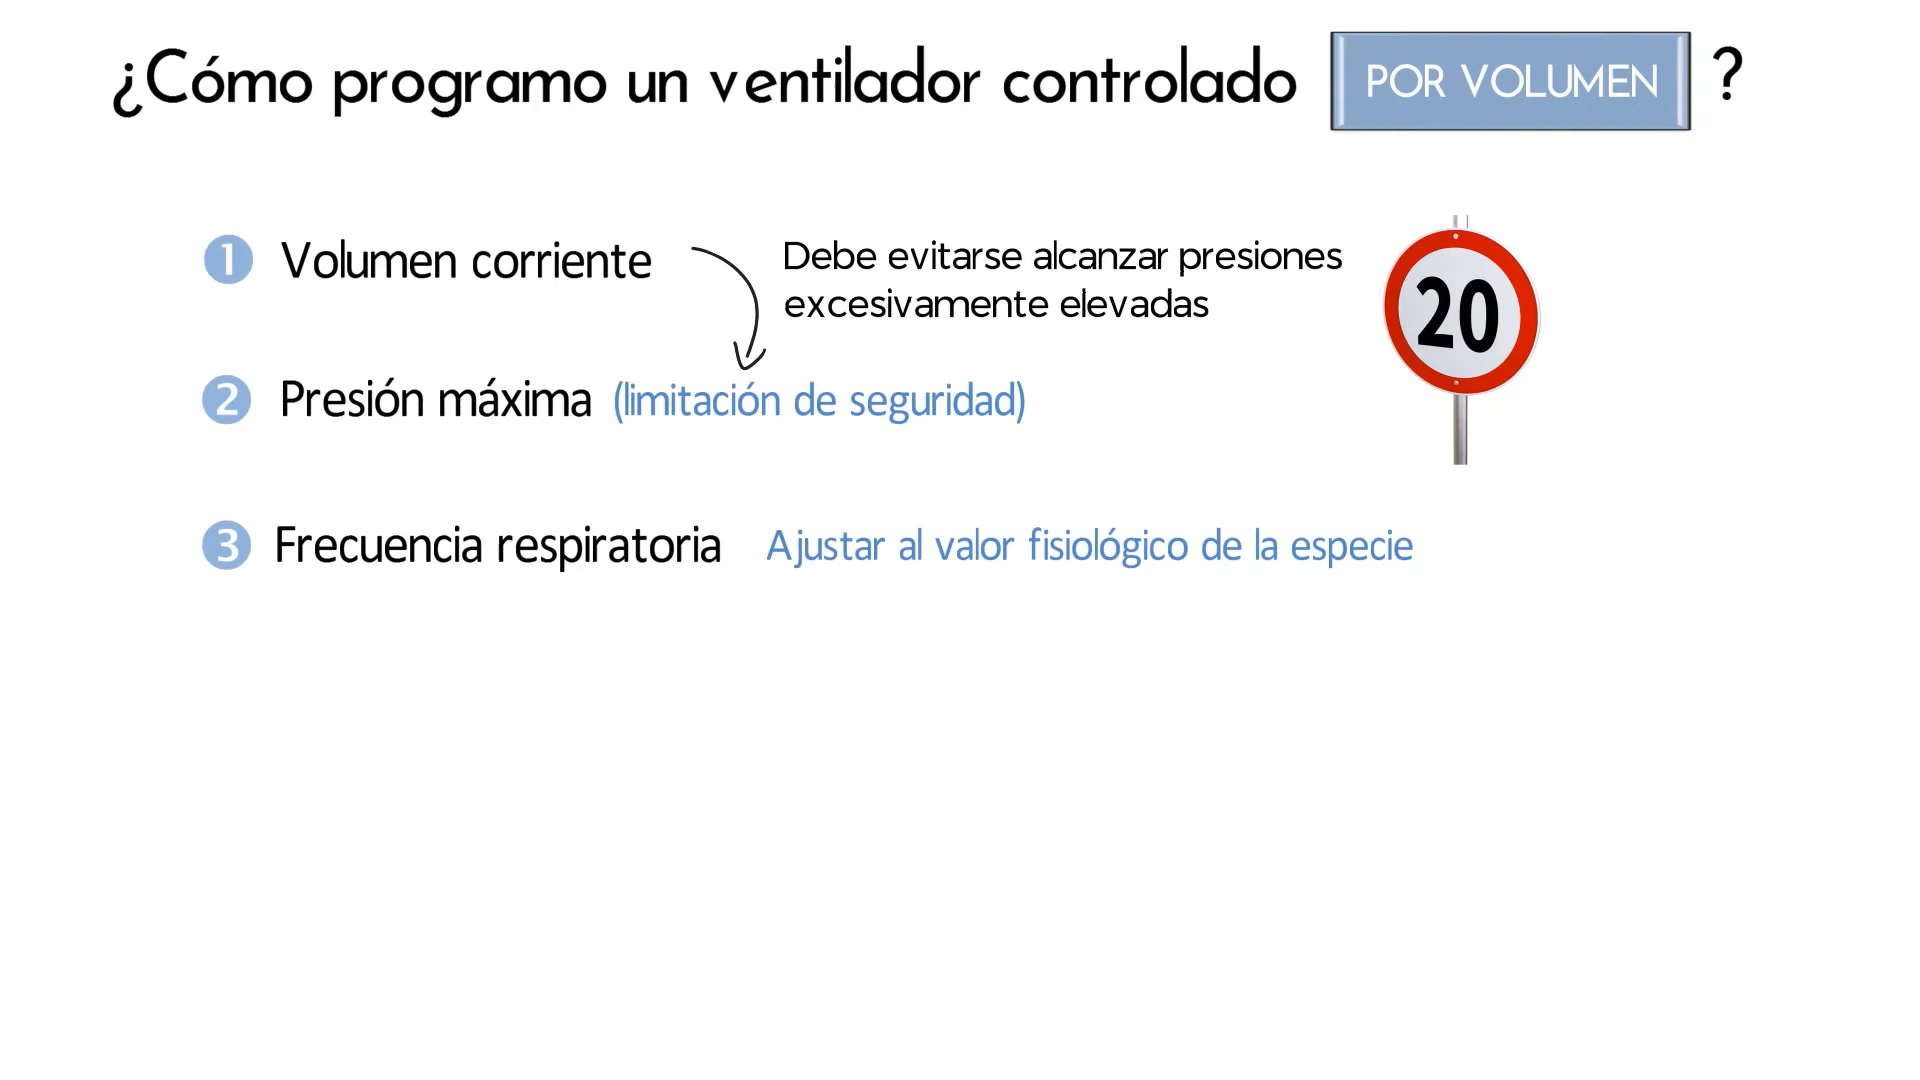 ¿Cómo programo un ventilador controlado POR VOLUMEN ?
1 Volumen corriente
Debe evitarse alcanzar presiones
excesivamente elevadas
20
2 Presión máxima (limitación de seguridad)
3 Frecuencia respiratoria Ajustar al valor fisiológico de la especie